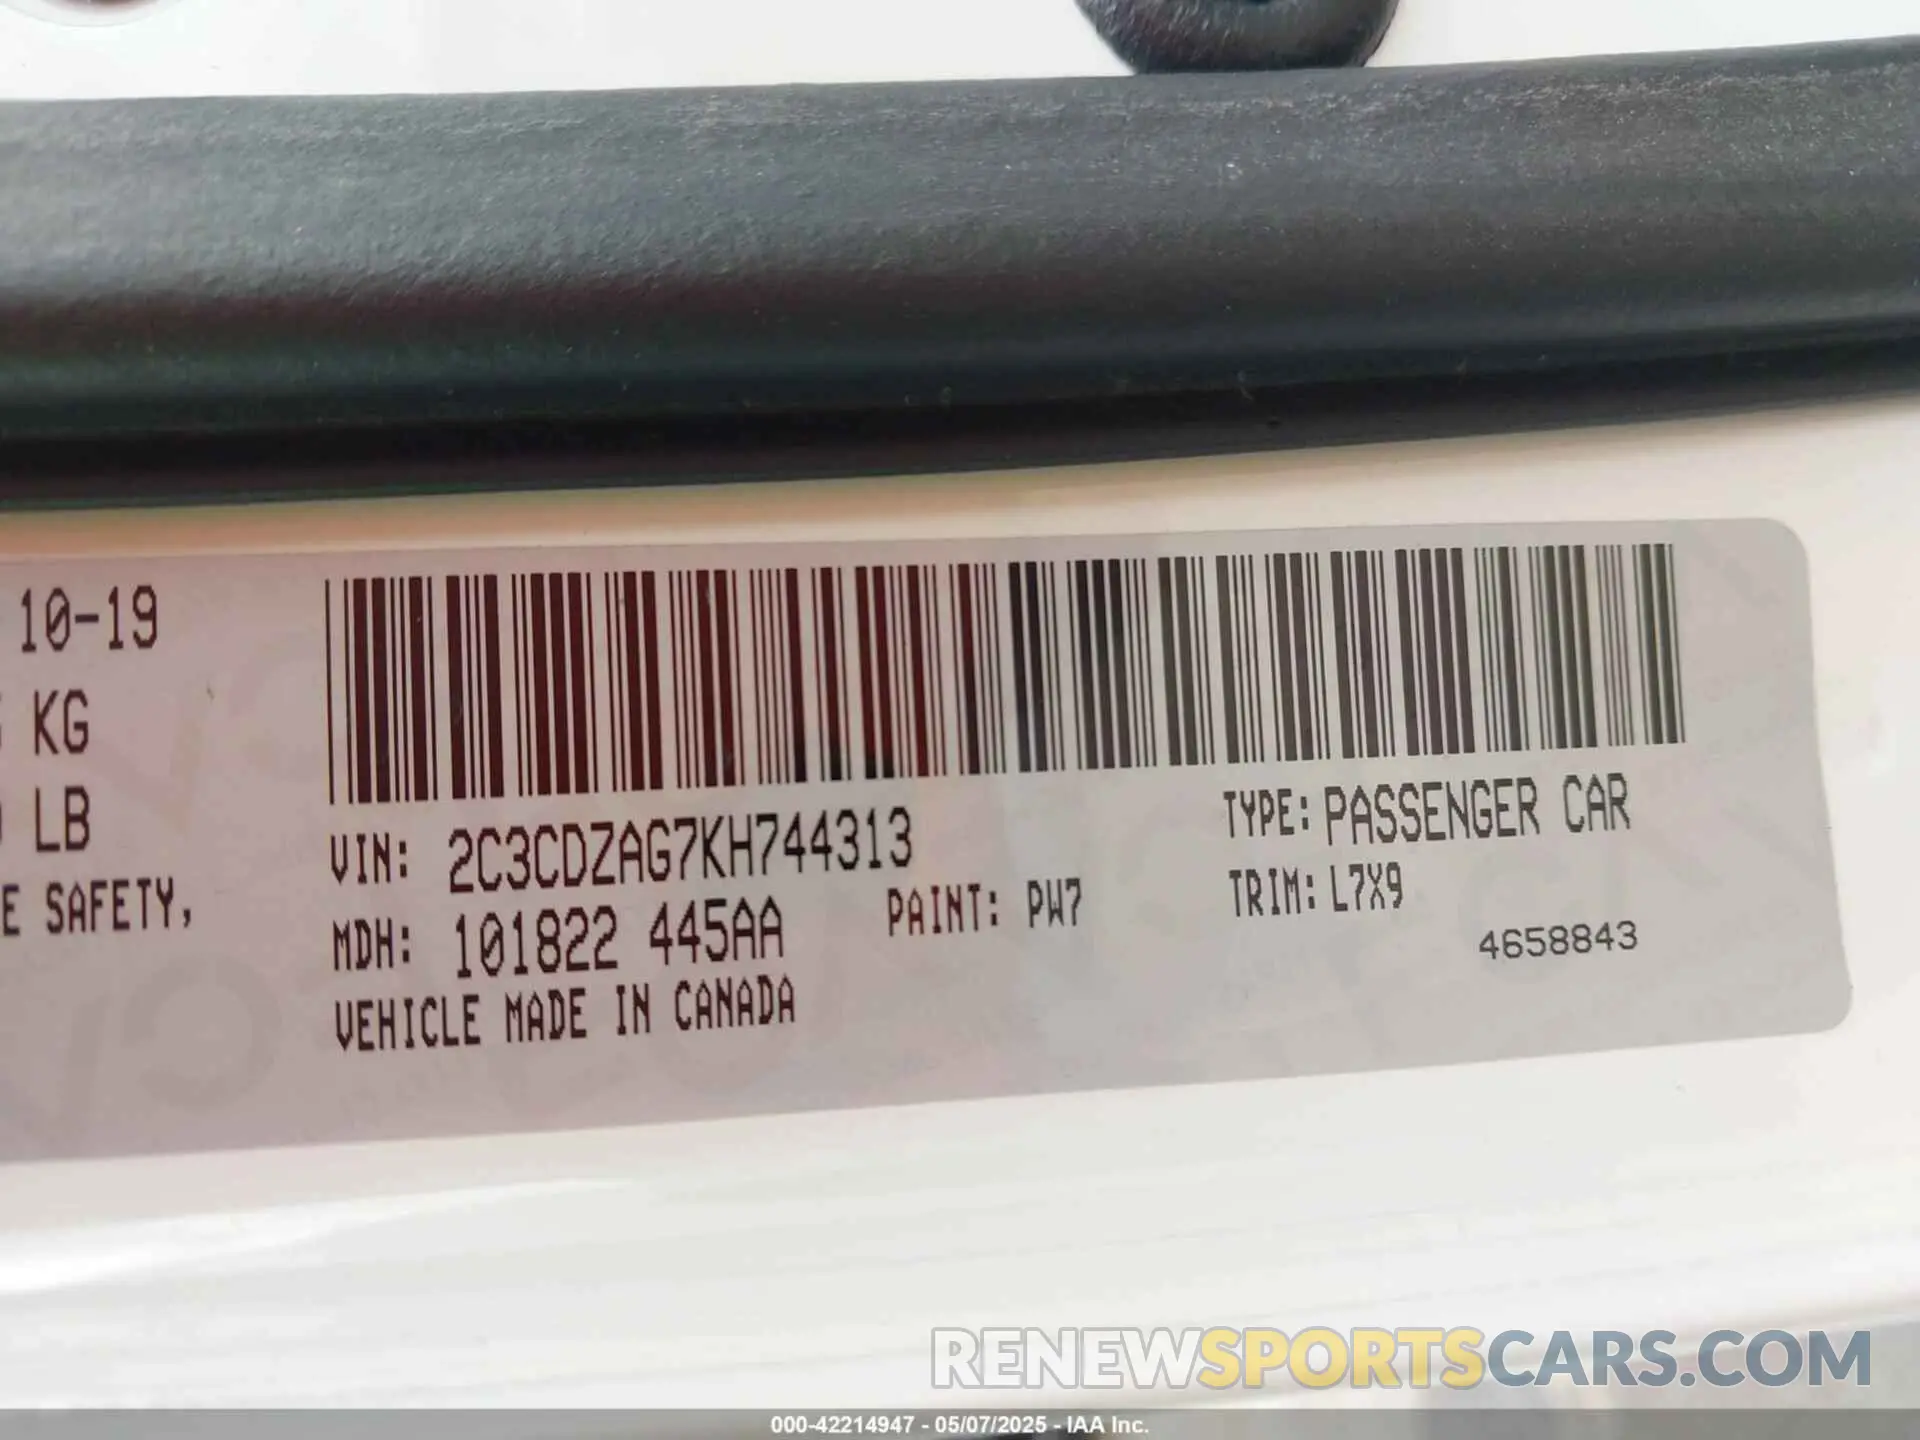 10-19
KG
LB
E SAFETY,
VIN: 2C3CDZAG7KH744313
MDH: 101822 445AA
PAINT: PW7
VEHICLE MADE IN CANADA
TYPE: PASSENGER CAR
TRIM: L7X9
4658843
RENEWSPORTSCARS.COM
000-42214947 - 05/07/2025 - IAA Inc.